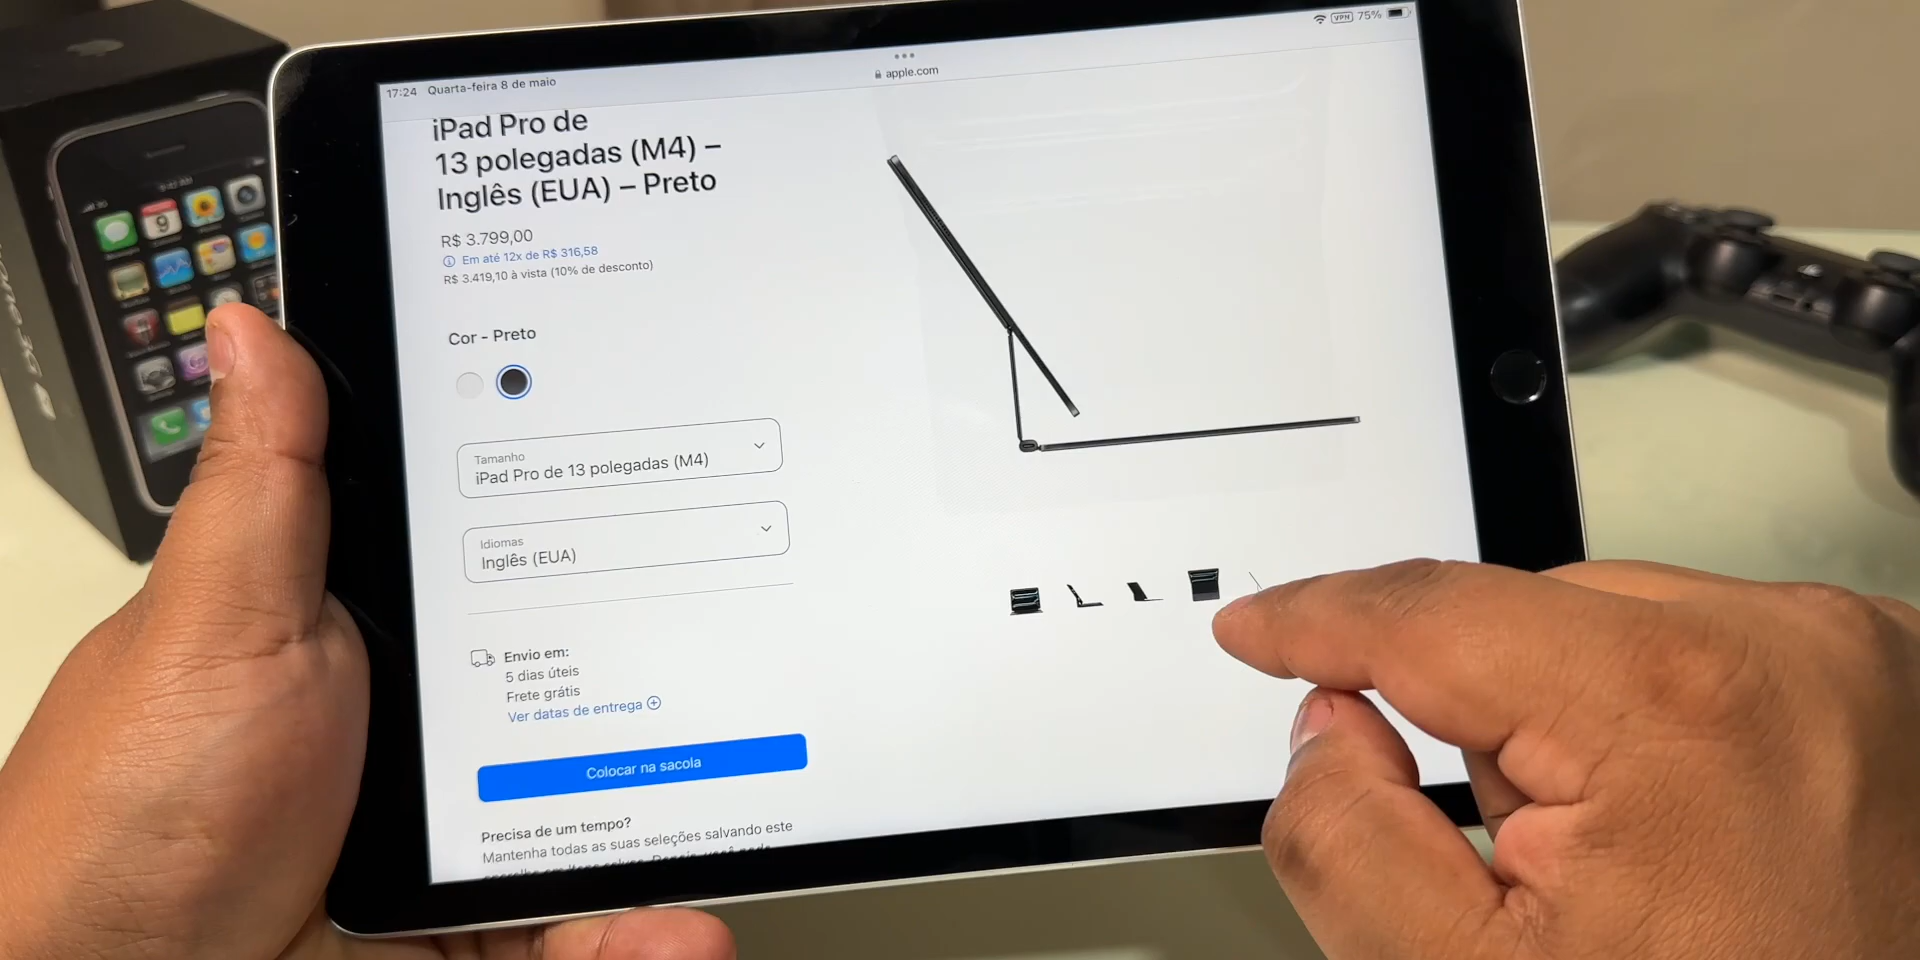 17:24 Quarta-feira 8 de maio
apple.com
VPN 75%
iPad Pro de
13 polegadas (M4) –
Inglês (EUA) – Preto
R$ 3.799,00
Em até 12x de R$ 316,58
R$ 3.419,10 à vista (10% de desconto)
Cor - Preto
Tamanho
iPad Pro de 13 polegadas (M4)
Idiomas
Inglês (EUA)
Envio em:
5 dias úteis
Frete grátis
Ver datas de entrega
Colocar na sacola
Precisa de um tempo?
Mantenha todas as suas seleções salvando este
9